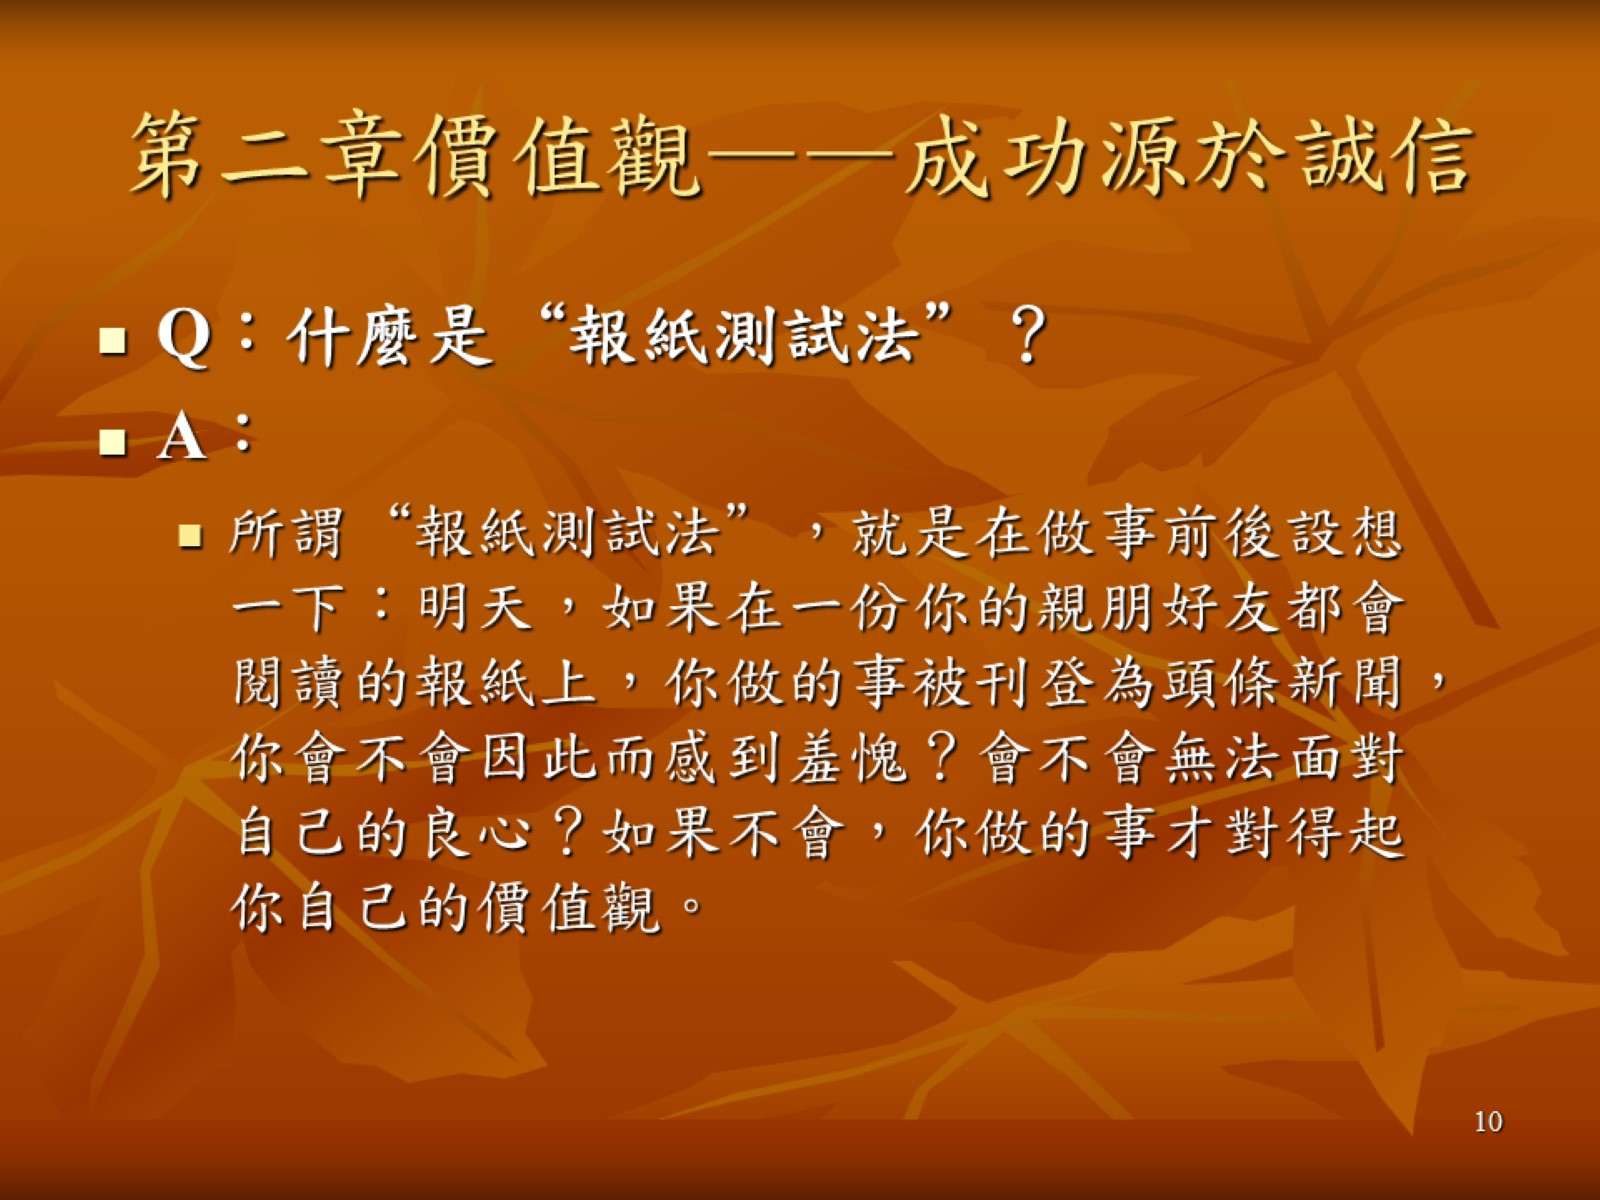 第二章價值觀——成功源於誠信
Q：什麼是“報紙測試法”？
A：
所謂“報紙測試法”，就是在做事前後設想
一下：明天，如果在一份你的親朋好友都會
閱讀的報紙上，你做的事被刊登為頭條新聞，
你會不會因此而感到羞愧？會不會無法面對
自己的良心？如果不會，你做的事才對得起
你自己的價值觀。
10